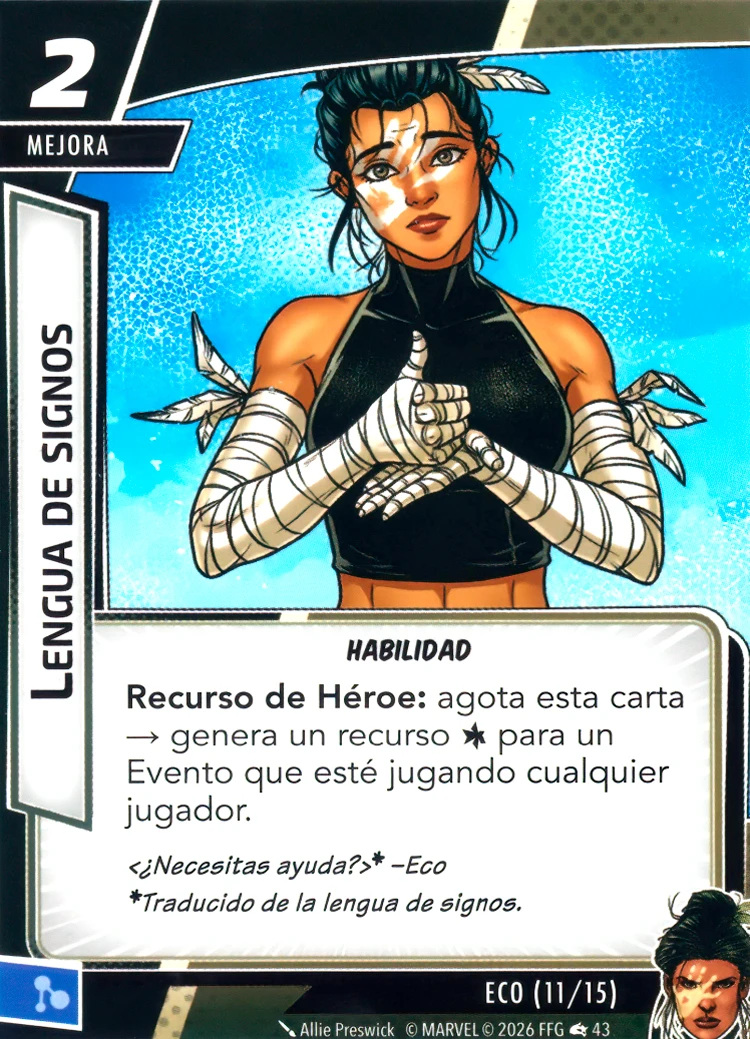 2
MEJORA
LENGUA DE SIGNOS
HABILIDAD
Recurso de Héroe: agota esta carta
→ genera un recurso para un
Evento que esté jugando cualquier
jugador.
<¿Necesitas ayuda?>* –Eco
*Traducido de la lengua de signos.
ECO (11/15)
Allie Preswick © MARVEL © 2026 FFG 43